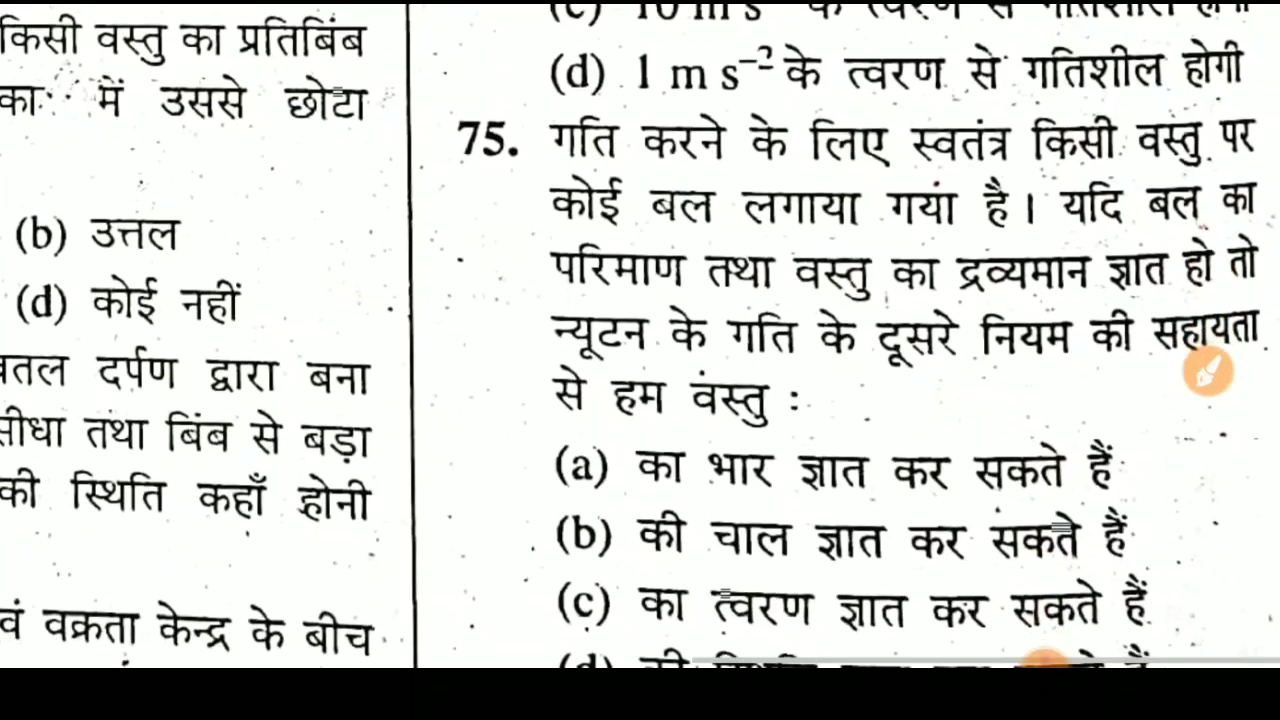 किसी वस्तु का प्रतिबिंब
में उससे छोटा
(b) उत्तल
(d) कोई नहीं
दर्पण द्वारा बना
तथा बिंब से बड़ा
की स्थिति कहाँ होनी
वक्रता केन्द्र के बीच
(d) 1 m s⁻² के त्वरण से गतिशील होगी
75. गति करने के लिए स्वतंत्र किसी वस्तु पर
कोई बल लगाया गया है। यदि बल का
परिमाण तथा वस्तु का द्रव्यमान ज्ञात हो तो
न्यूटन के गति के दूसरे नियम की सहायता
से हम वस्तु :
(a) का भार ज्ञात कर सकते हैं
(b) की चाल ज्ञात कर सकते हैं
(c) का त्वरण ज्ञात कर सकते हैं